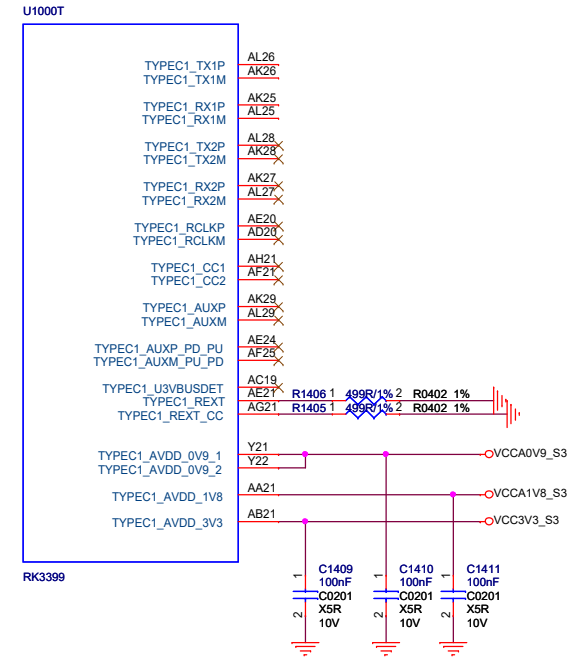 U1000T
TYPEC1_TX1P AL26
TYPEC1_TX1M AK26
TYPEC1_RX1P AK25
TYPEC1_RX1M AL25
TYPEC1_TX2P AL28
TYPEC1_TX2M AK28
TYPEC1_RX2P AK27
TYPEC1_RX2M AL27
TYPEC1_RCLKP AE20
TYPEC1_RCLKM AD20
TYPEC1_CC1 AH21
TYPEC1_CC2 AF21
TYPEC1_AUXP AK29
TYPEC1_AUXM AL29
TYPEC1_AUXP_PD_PU AE24
TYPEC1_AUXM_PU_PD AF25
TYPEC1_U3VBUSDET AC19
TYPEC1_REXT AE21 R1406 1 499R/1% 2 R0402 1%
TYPEC1_REXT_CC AG21 R1405 1 499R/1% 2 R0402 1%
TYPEC1_AVDD_0V9_1 Y21 VCCA0V9_S3
TYPEC1_AVDD_0V9_2 Y22
TYPEC1_AVDD_1V8 AA21 VCCA1V8_S3
TYPEC1_AVDD_3V3 AB21 VCC3V3_S3
RK3399
1 C1409 1 C1410 1 C1411
100nF 100nF 100nF
C0201 C0201 C0201
2 X5R 2 X5R 2 X5R
10V 10V 10V